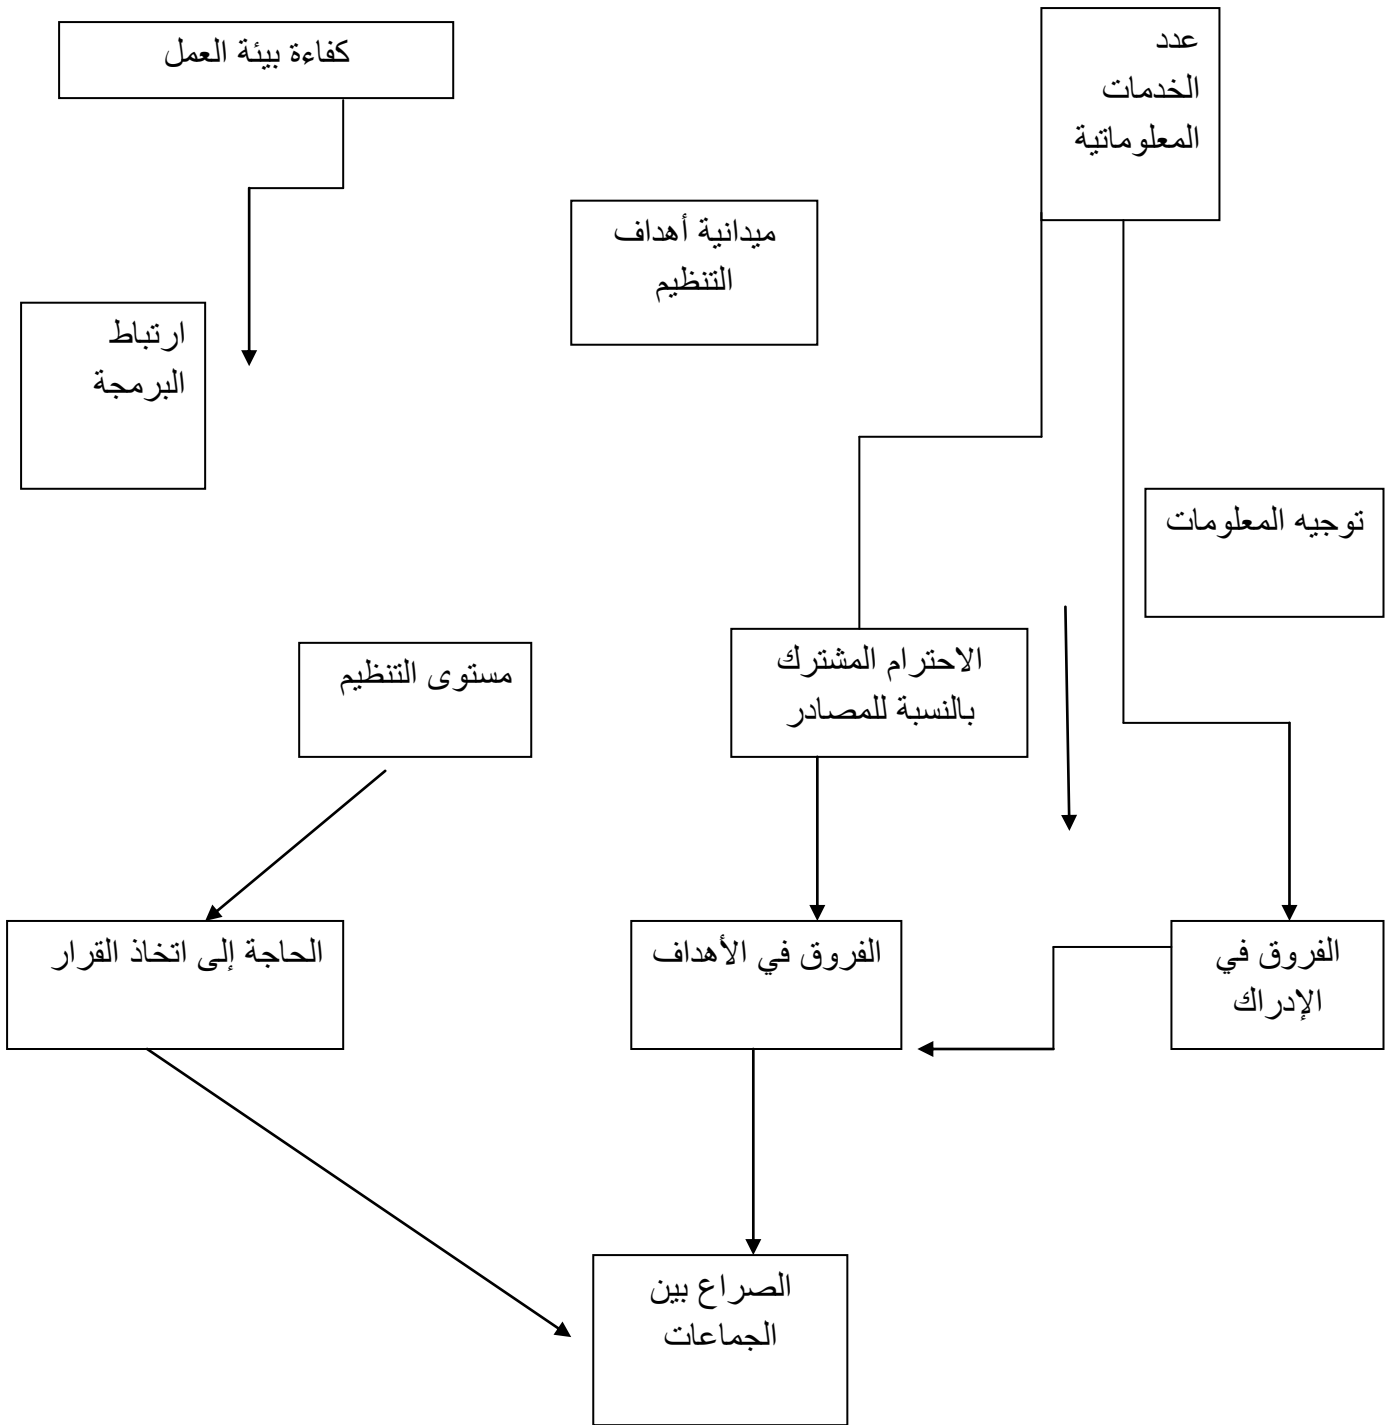 كفاءة بيئة العمل
عدد
الخدمات
المعلوماتية
ميدانية أهداف
التنظيم
ارتباط
البرمجة
توجيه المعلومات
الاحترام المشترك
بالنسبة للمصادر
مستوى التنظيم
الحاجة إلى اتخاذ القرار
الفروق في الأهداف
الفروق في
الإدراك
الصراع بين
الجماعات